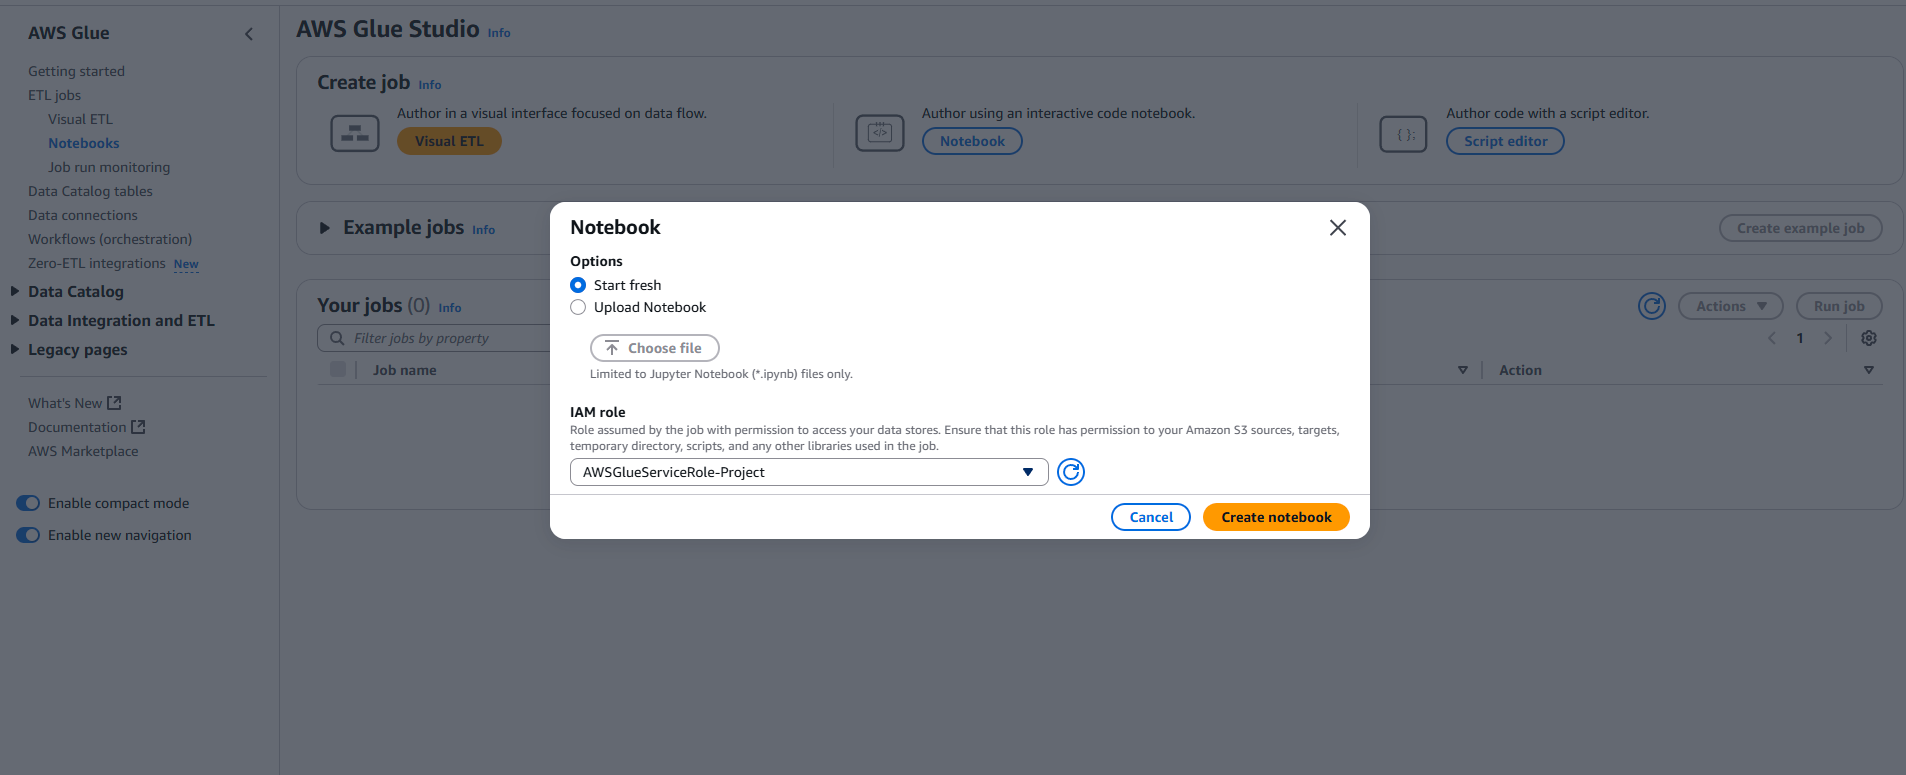 AWS Glue
Getting started
ETL jobs
Visual ETL
Notebooks
Job run monitoring
Data Catalog tables
Data connections
Workflows (orchestration)
Zero-ETL integrations New
Data Catalog
Data Integration and ETL
Legacy pages
What's New
Documentation
AWS Marketplace
Enable compact mode
Enable new navigation
AWS Glue Studio Info
Create job Info
Author in a visual interface focused on data flow.
Visual ETL
Author using an interactive code notebook.
</>
Notebook
Author code with a script editor.
{ };
Script editor
Example jobs Info
Create example job
Your jobs (0) Info
Actions
Run job
Filter jobs by property
1
Job name
Action
Notebook
Options
Start fresh
Upload Notebook
Choose file
Limited to Jupyter Notebook (*.ipynb) files only.
IAM role
Role assumed by the job with permission to access your data stores. Ensure that this role has permission to your Amazon S3 sources, targets,
temporary directory, scripts, and any other libraries used in the job.
AWSGlueServiceRole-Project
Cancel
Create notebook